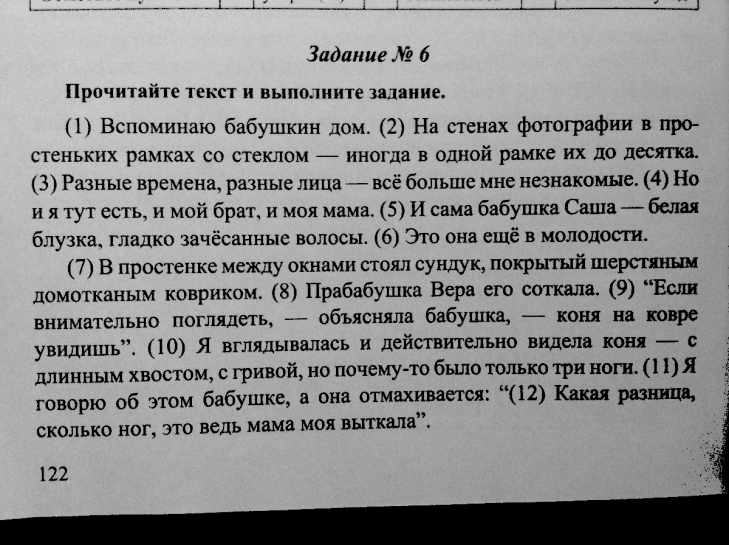 Задание № 6
Прочитайте текст и выполните задание.
(1) Вспоминаю бабушкин дом. (2) На стенах фотографии в про-
стеньких рамках со стеклом — иногда в одной рамке их до десятка.
(3) Разные времена, разные лица — всё больше мне незнакомые. (4) Но
и я тут есть, и мой брат, и моя мама. (5) И сама бабушка Саша — белая
блузка, гладко зачёсанные волосы. (6) Это она ещё в молодости.
(7) В простенке между окнами стоял сундук, покрытый шерстяным
домотканым ковриком. (8) Прабабушка Вера его соткала. (9) “Если
внимательно поглядеть, — объясняла бабушка, — коня на ковре
увидишь”. (10) Я вглядывалась и действительно видела коня — с
длинным хвостом, с гривой, но почему-то было только три ноги. (11) Я
говорю об этом бабушке, а она отмахивается: “(12) Какая разница,
сколько ног, это ведь мама моя выткала”.
122